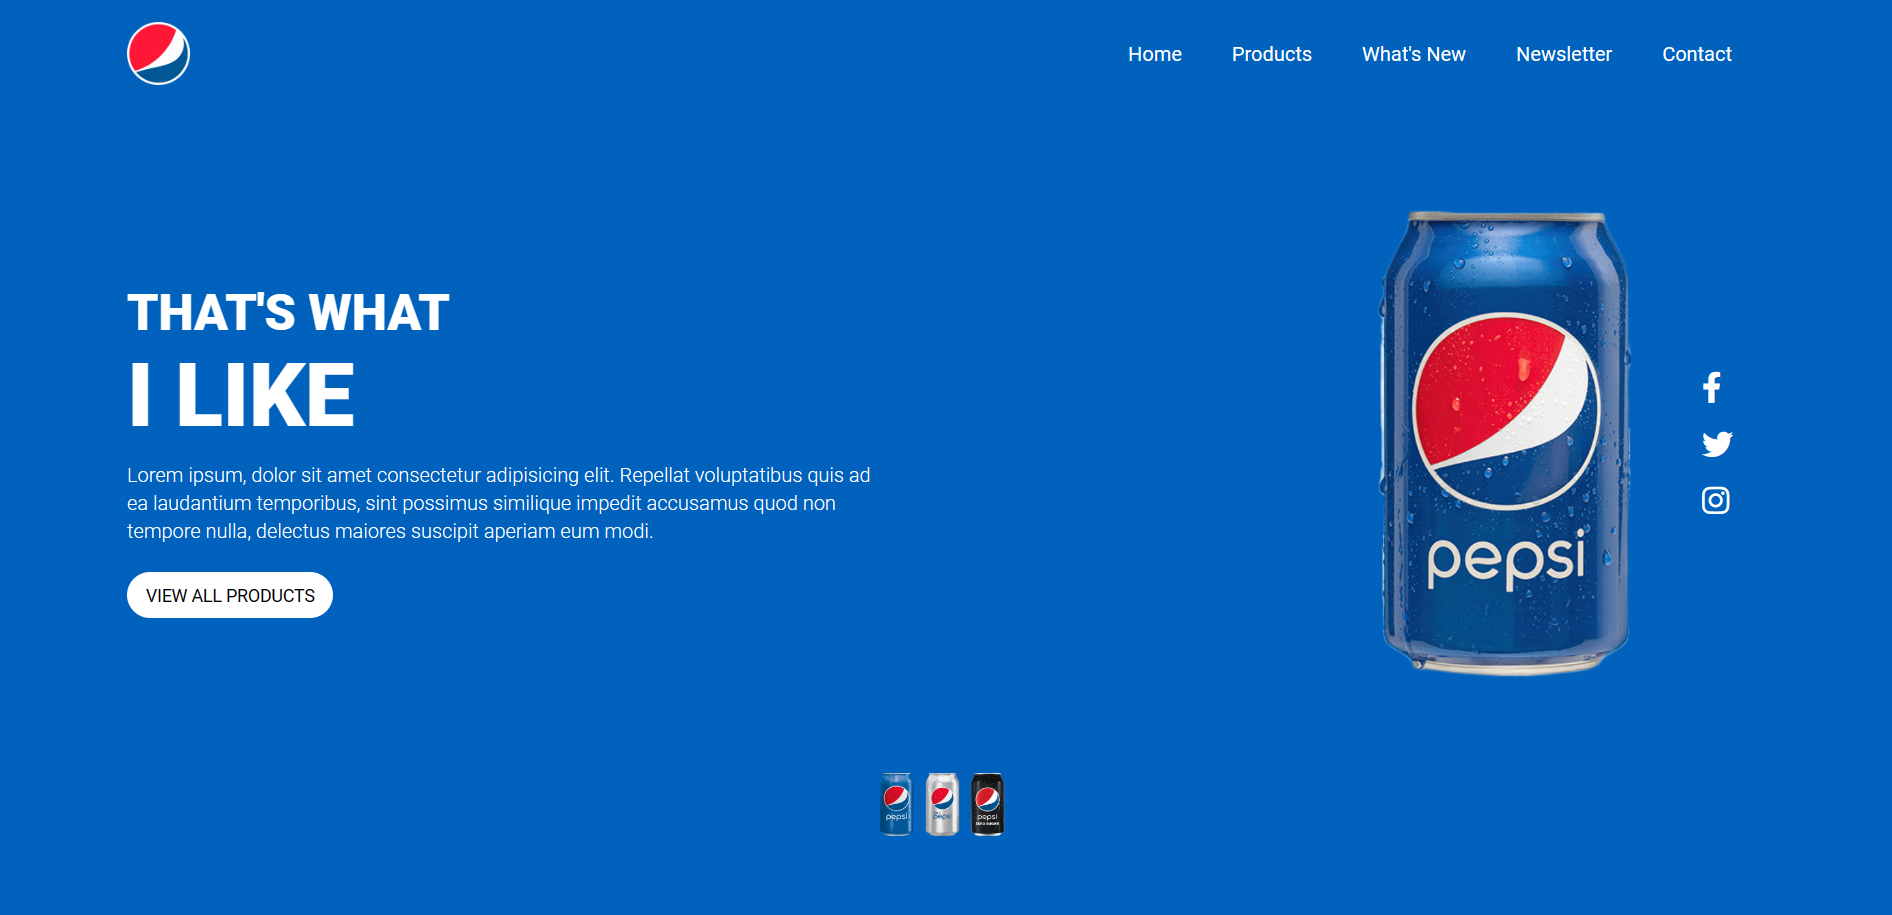 Home
Products
What's New
Newsletter
Contact
THAT'S WHAT
I LIKE
Lorem ipsum, dolor sit amet consectetur adipisicing elit. Repellat voluptatibus quis ad
ea laudantium temporibus, sint possimus similique impedit accusamus quod non
tempore nulla, delectus maiores suscipit aperiam eum modi.
VIEW ALL PRODUCTS
pepsi
pepsi
pepsi
pepsi
ZERO SUGAR